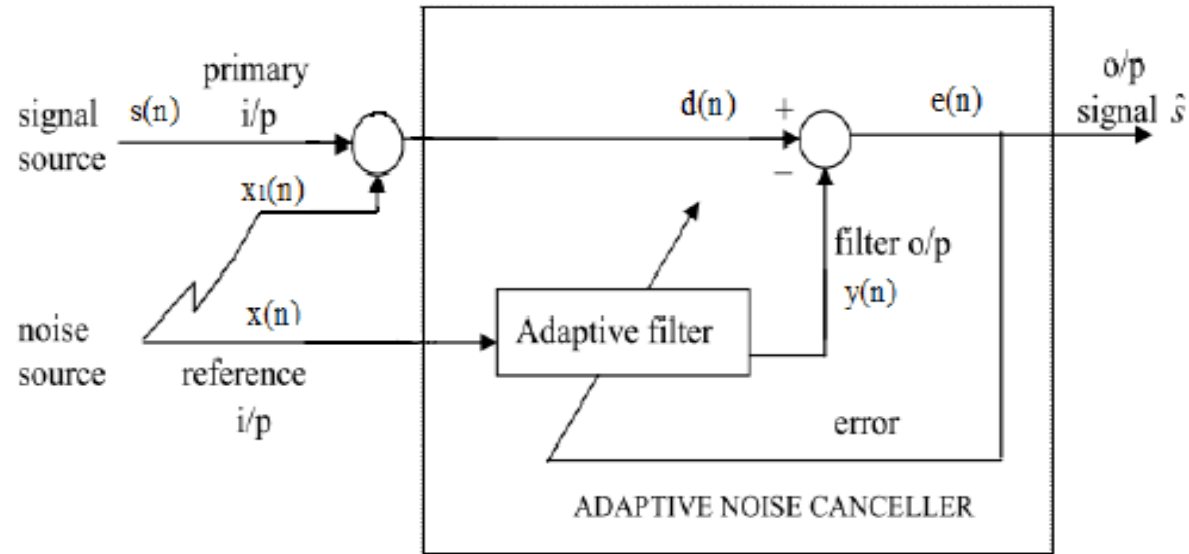 signal
source
s(n)
primary
i/p
x1(n)
d(n)
+
−
e(n)
o/p
signal ŝ
filter o/p
y(n)
noise
source
x(n)
reference
i/p
Adaptive filter
error
ADAPTIVE NOISE CANCELLER